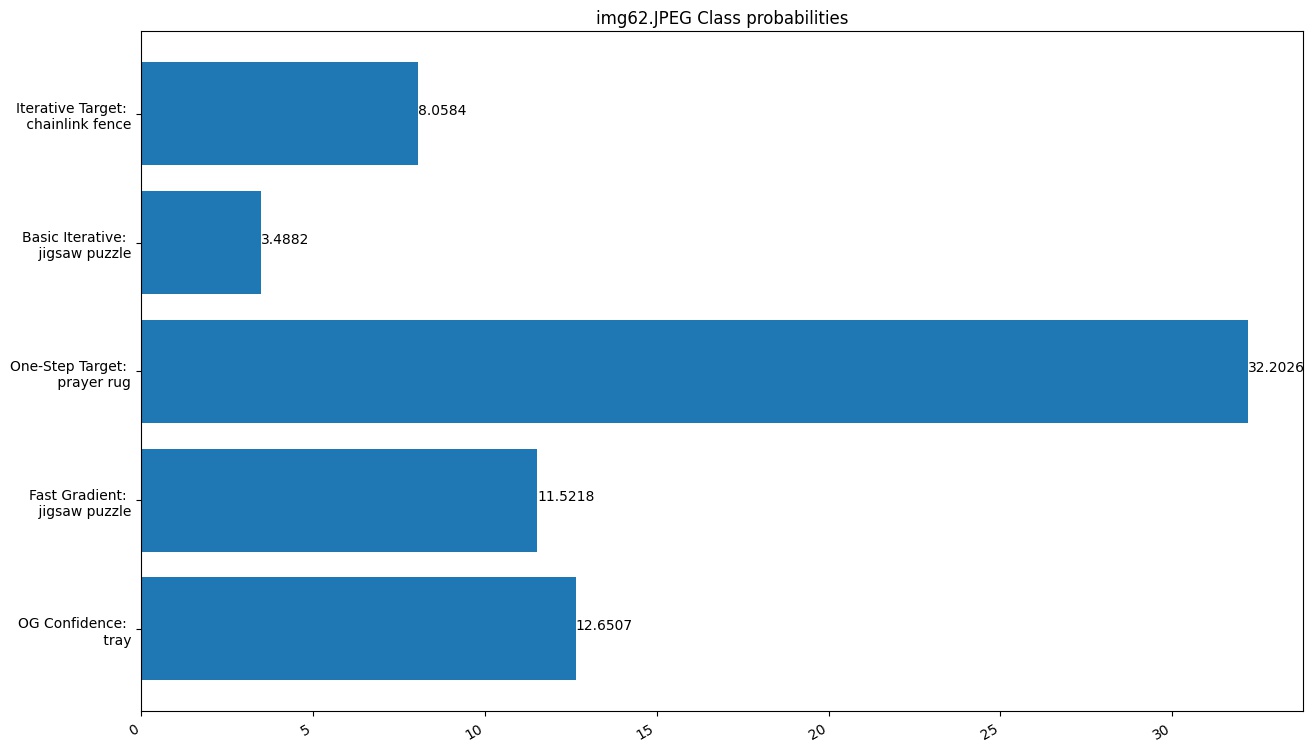 img62.JPEG Class probabilities
Iterative Target:
chainlink fence
8.0584
Basic Iterative:
jigsaw puzzle
3.4882
One-Step Target:
prayer rug
32.2026
Fast Gradient:
jigsaw puzzle
11.5218
OG Confidence:
tray
12.6507
0
5
10
15
20
25
30